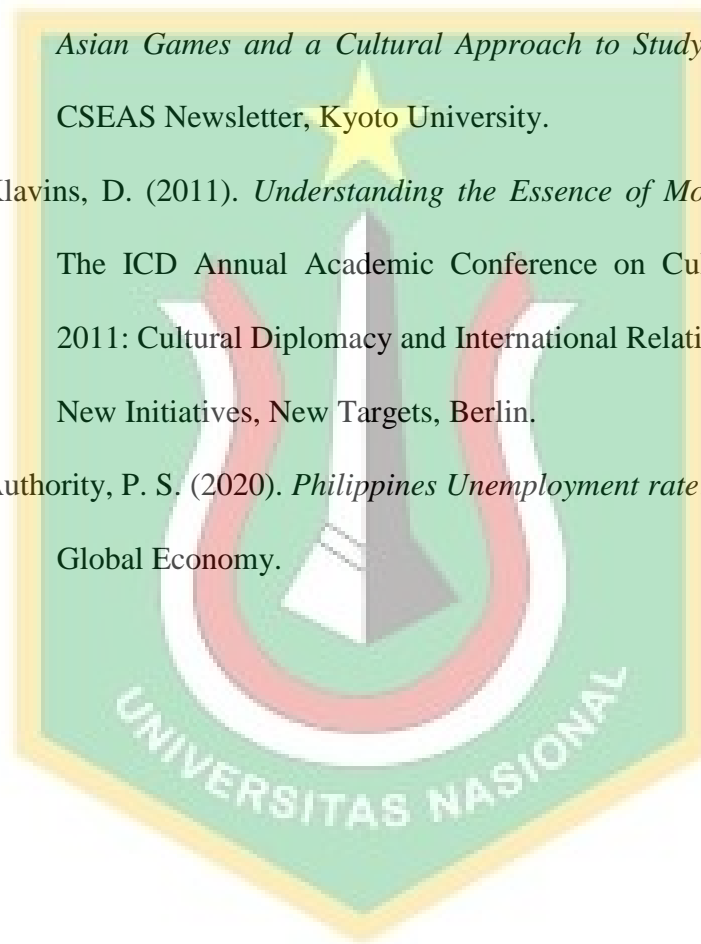 Asian Games and a Cultural Approach to Study
CSEAS Newsletter, Kyoto University.
Klavins, D. (2011). Understanding the Essence of Mo
The ICD Annual Academic Conference on Cul
2011: Cultural Diplomacy and International Relati
New Initiatives, New Targets, Berlin.
Authority, P. S. (2020). Philippines Unemployment rate
Global Economy.
UNIVERSITAS NASIONAL